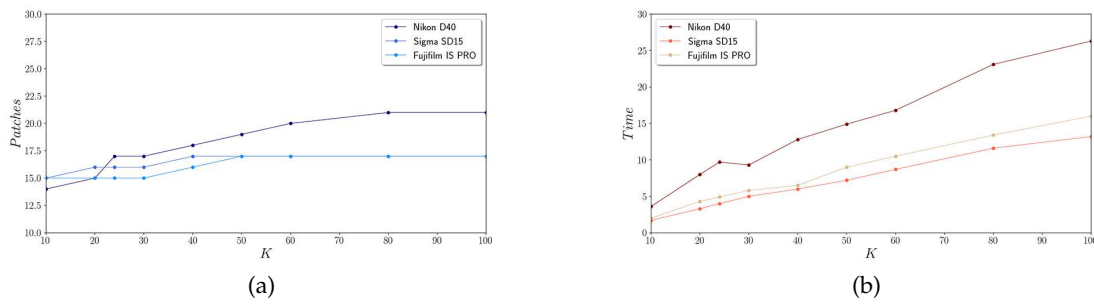 30.0
27.5
25.0
22.5
20.0
17.5
15.0
12.5
10.0
Patches
Nikon D40
Sigma SD15
Fujifilm IS PRO
10 20 30 40 50 60 70 80 90 100
K
(a)
30
25
20
15
10
5
0
Time
Nikon D40
Sigma SD15
Fujifilm IS PRO
10 20 30 40 50 60 70 80 90 100
K
(b)